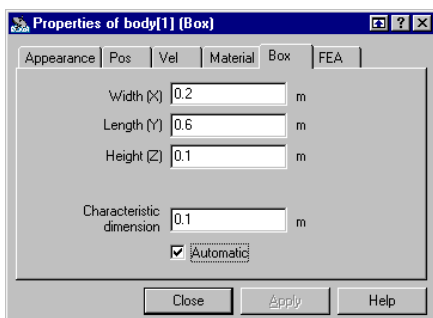 Properties of body[1] (Box)
Appearance Pos Vel Material Box FEA
Width (X) 0.2 m
Length (Y) 0.6 m
Height (Z) 0.1 m
Characteristic
dimension 0.1 m
Automatic
Close Apply Help